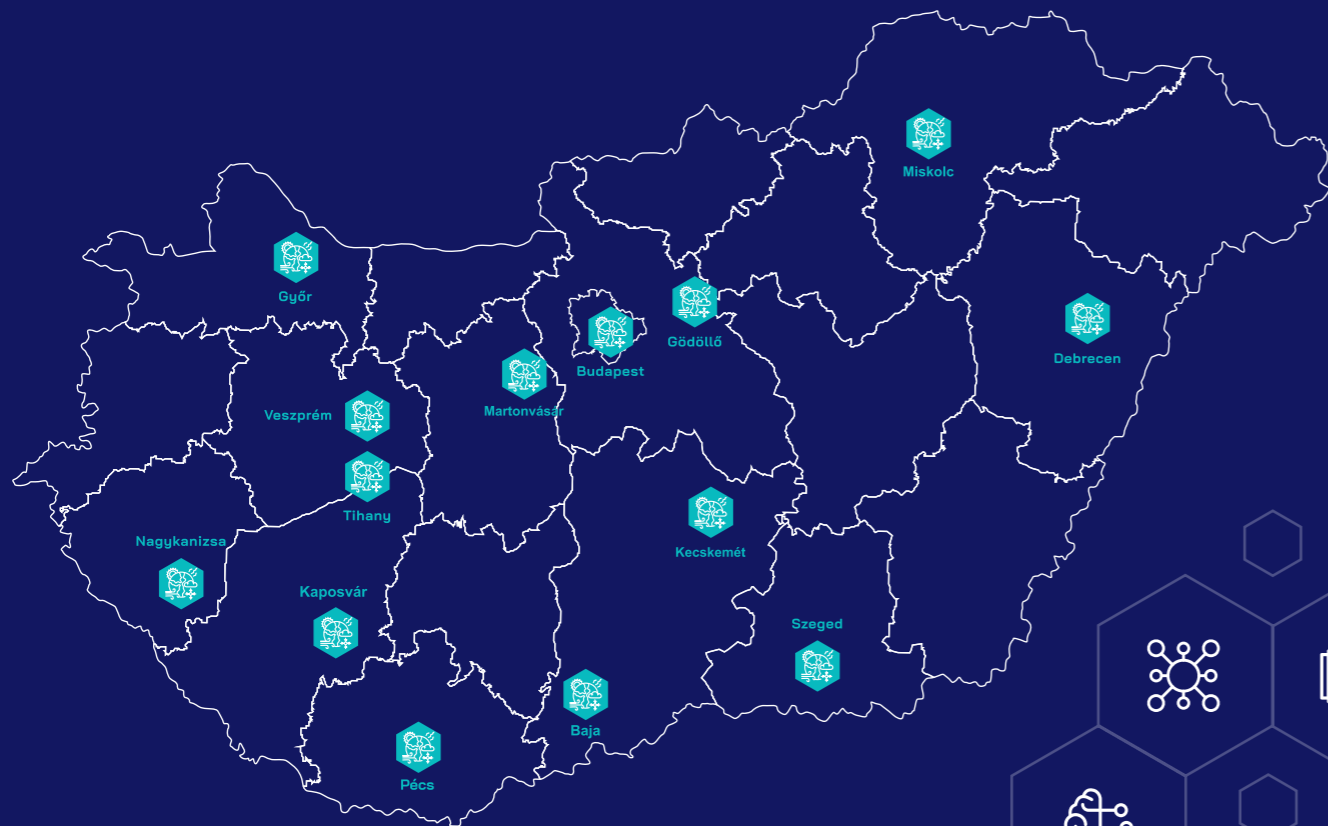 Miskolc
Győr
Gödöllő
Budapest
Debrecen
Martonvásár
Veszprém
Tihany
Nagykanizsa
Kecskemét
Kaposvár
Szeged
Baja
Pécs